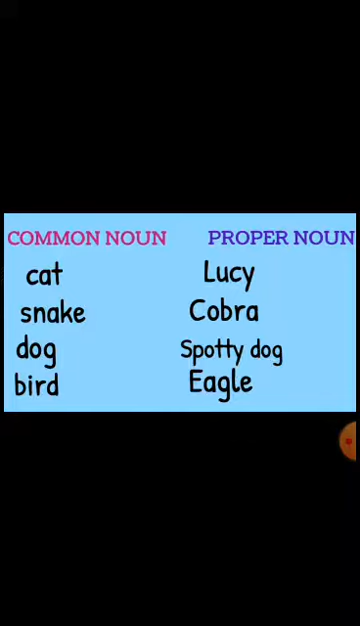 COMMON NOUN PROPER NOUN
cat Lucy
snake Cobra
dog Spotty dog
bird Eagle